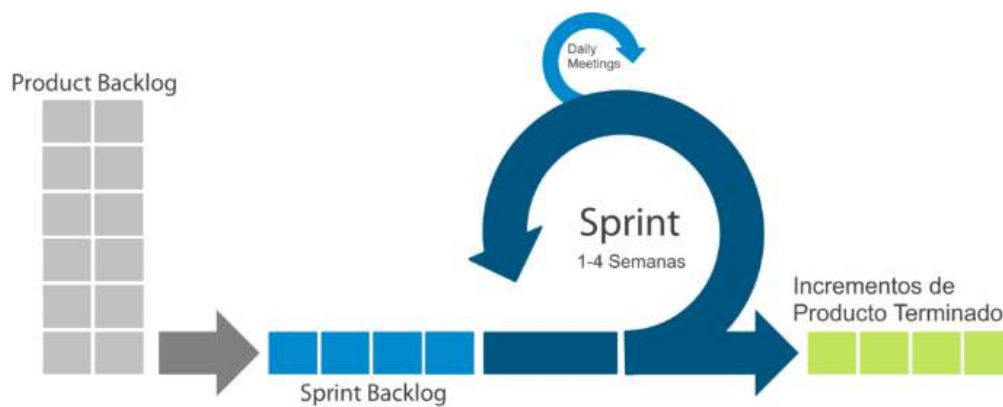 Product Backlog
Daily
Meetings
Sprint
1-4 Semanas
Incrementos de
Producto Terminado
Sprint Backlog